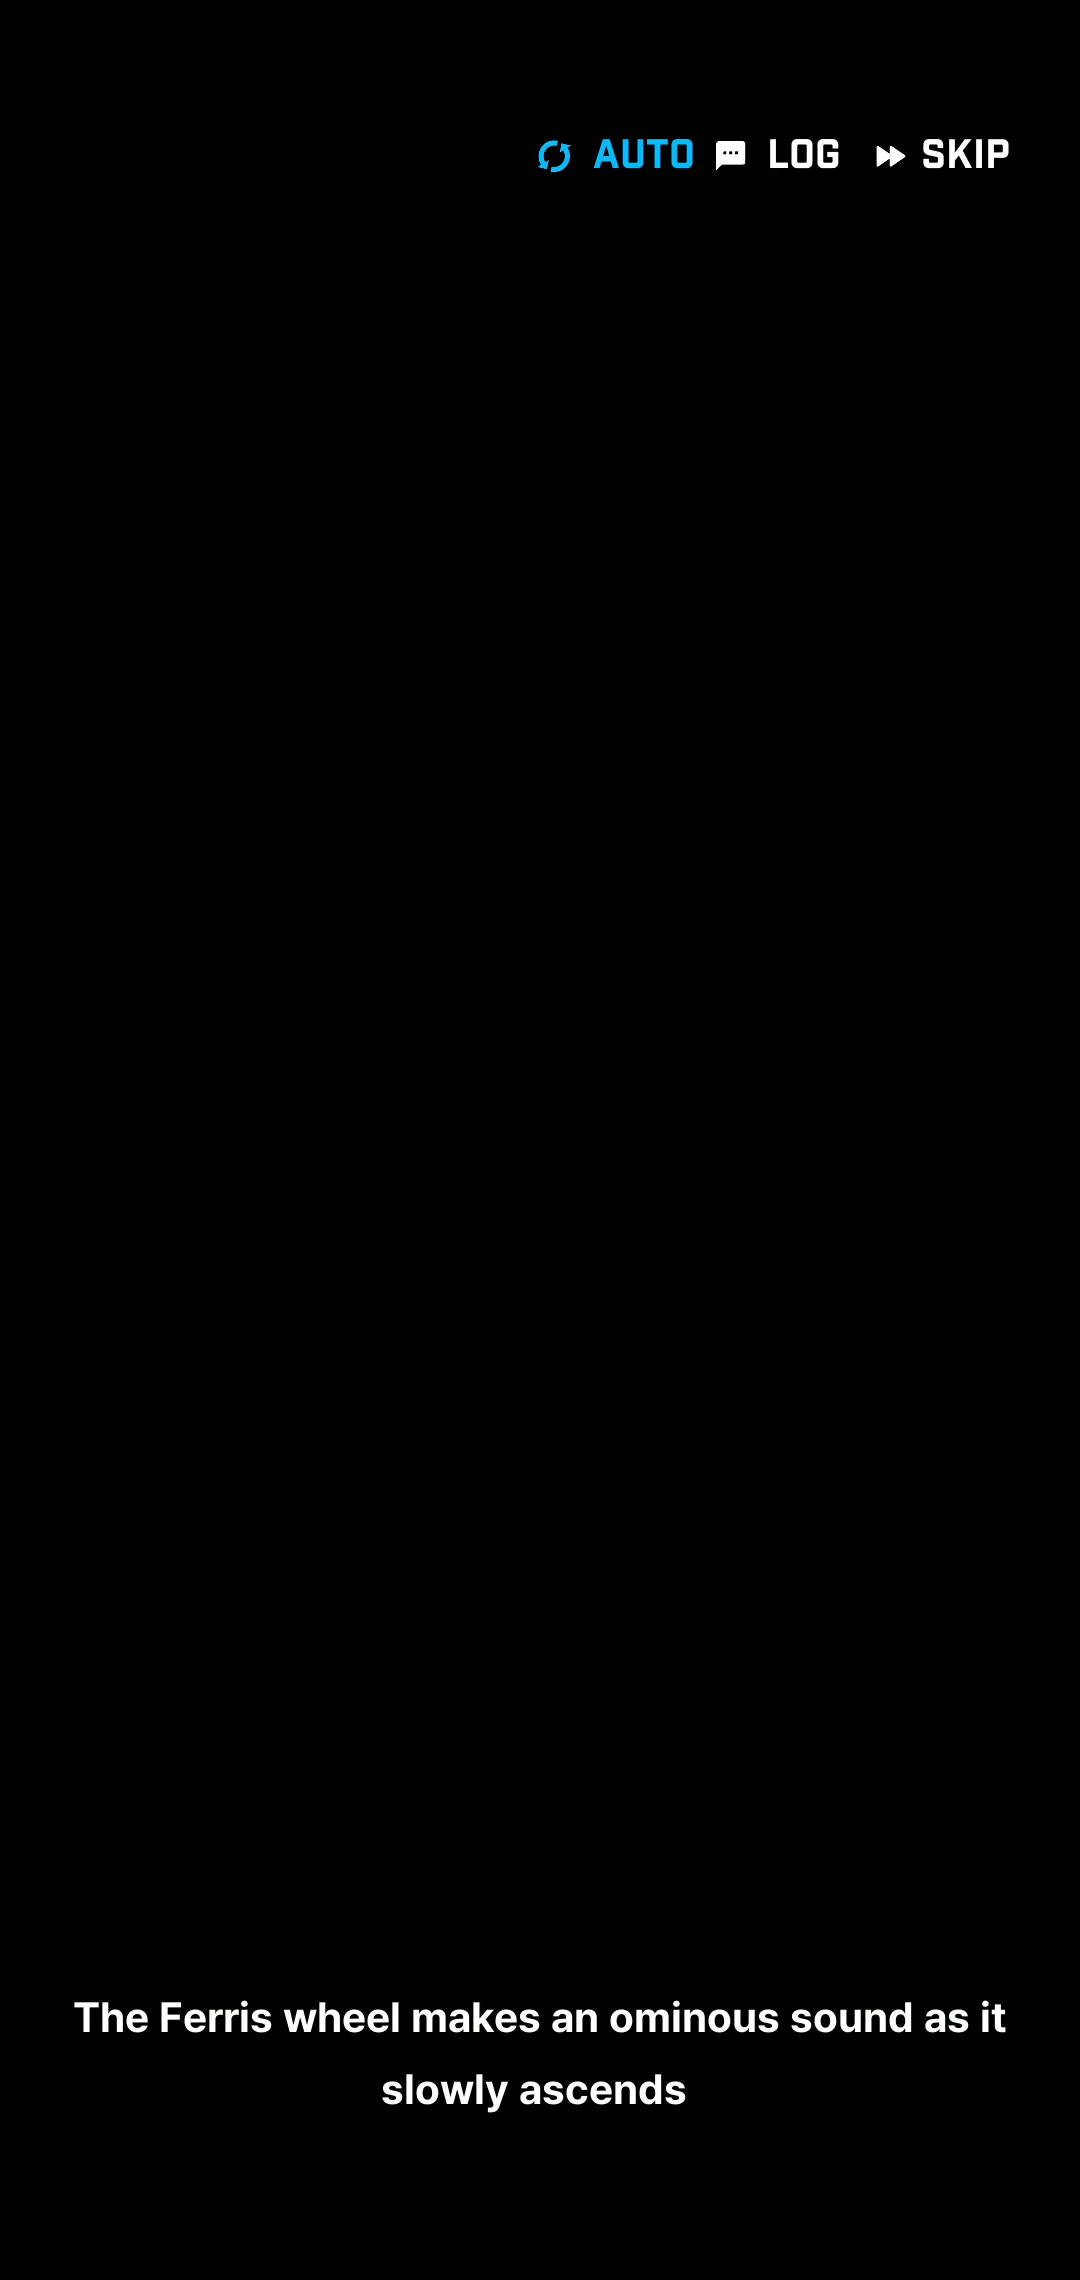 AUTO LOG SKIP
The Ferris wheel makes an ominous sound as it
slowly ascends